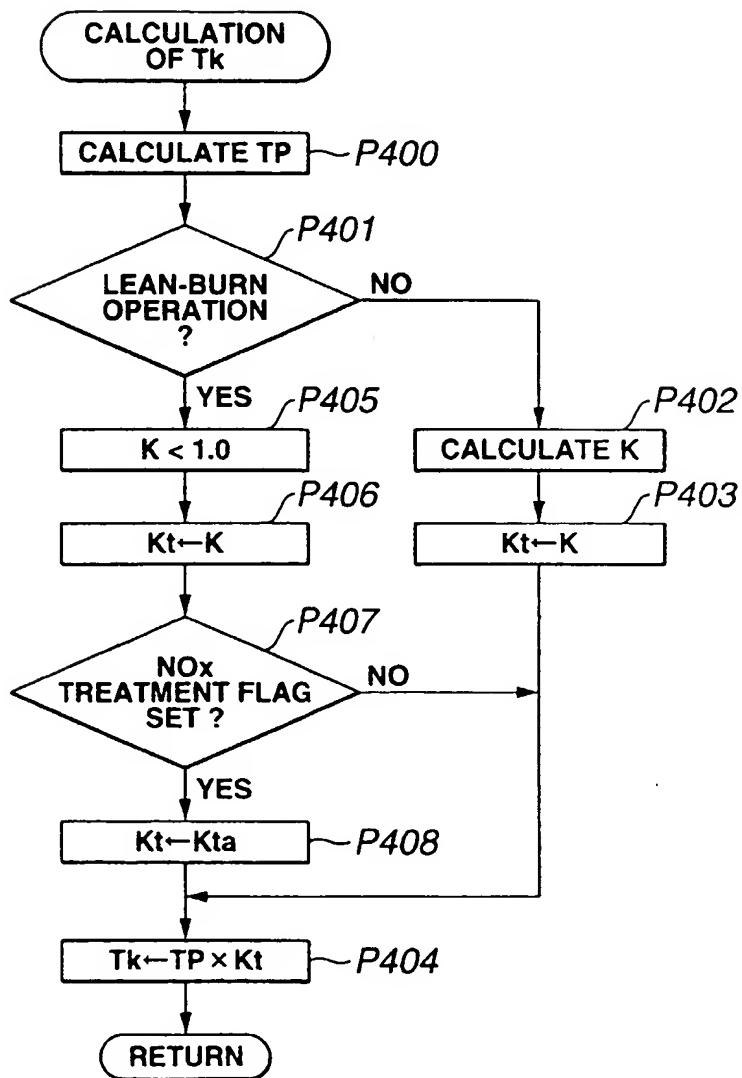 CALCULATION
OF Tk
CALCULATE TP
P400
P401
LEAN-BURN
OPERATION
?
NO
YES
P405
K < 1.0
P402
CALCULATE K
P406
Kt←K
P403
Kt←K
P407
NOx
TREATMENT FLAG
SET ?
NO
YES
Kt←Kta
P408
Tk←TP × Kt
P404
RETURN